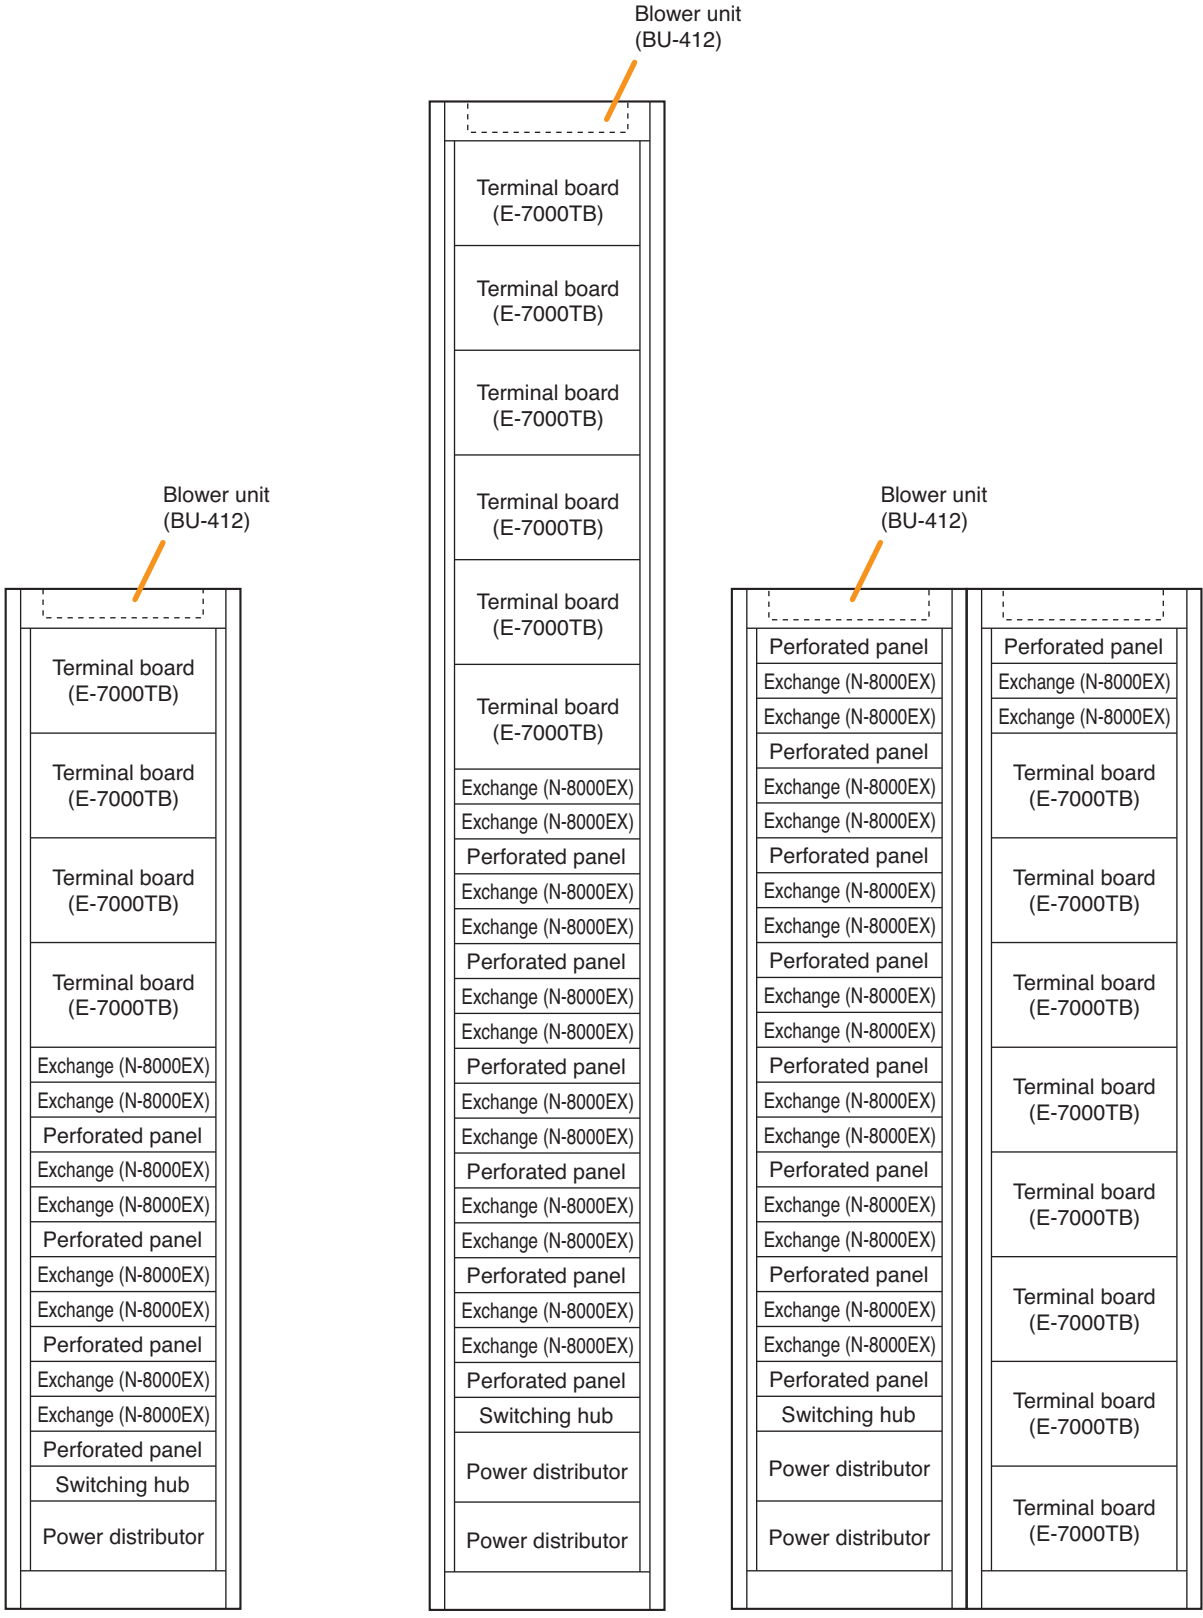 Blower unit
(BU-412)
Terminal board
(E-7000TB)
Terminal board
(E-7000TB)
Terminal board
(E-7000TB)
Terminal board
(E-7000TB)
Exchange (N-8000EX)
Exchange (N-8000EX)
Perforated panel
Exchange (N-8000EX)
Exchange (N-8000EX)
Perforated panel
Exchange (N-8000EX)
Exchange (N-8000EX)
Perforated panel
Exchange (N-8000EX)
Exchange (N-8000EX)
Perforated panel
Switching hub
Power distributor
Blower unit
(BU-412)
Terminal board
(E-7000TB)
Terminal board
(E-7000TB)
Terminal board
(E-7000TB)
Terminal board
(E-7000TB)
Terminal board
(E-7000TB)
Terminal board
(E-7000TB)
Exchange (N-8000EX)
Exchange (N-8000EX)
Perforated panel
Exchange (N-8000EX)
Exchange (N-8000EX)
Perforated panel
Exchange (N-8000EX)
Exchange (N-8000EX)
Perforated panel
Exchange (N-8000EX)
Exchange (N-8000EX)
Perforated panel
Exchange (N-8000EX)
Exchange (N-8000EX)
Perforated panel
Exchange (N-8000EX)
Exchange (N-8000EX)
Perforated panel
Switching hub
Power distributor
Power distributor
Blower unit
(BU-412)
Perforated panel
Exchange (N-8000EX)
Exchange (N-8000EX)
Perforated panel
Exchange (N-8000EX)
Exchange (N-8000EX)
Perforated panel
Exchange (N-8000EX)
Exchange (N-8000EX)
Perforated panel
Exchange (N-8000EX)
Exchange (N-8000EX)
Perforated panel
Exchange (N-8000EX)
Exchange (N-8000EX)
Perforated panel
Exchange (N-8000EX)
Exchange (N-8000EX)
Perforated panel
Exchange (N-8000EX)
Exchange (N-8000EX)
Perforated panel
Switching hub
Power distributor
Power distributor
Perforated panel
Exchange (N-8000EX)
Exchange (N-8000EX)
Terminal board
(E-7000TB)
Terminal board
(E-7000TB)
Terminal board
(E-7000TB)
Terminal board
(E-7000TB)
Terminal board
(E-7000TB)
Terminal board
(E-7000TB)
Terminal board
(E-7000TB)
Terminal board
(E-7000TB)